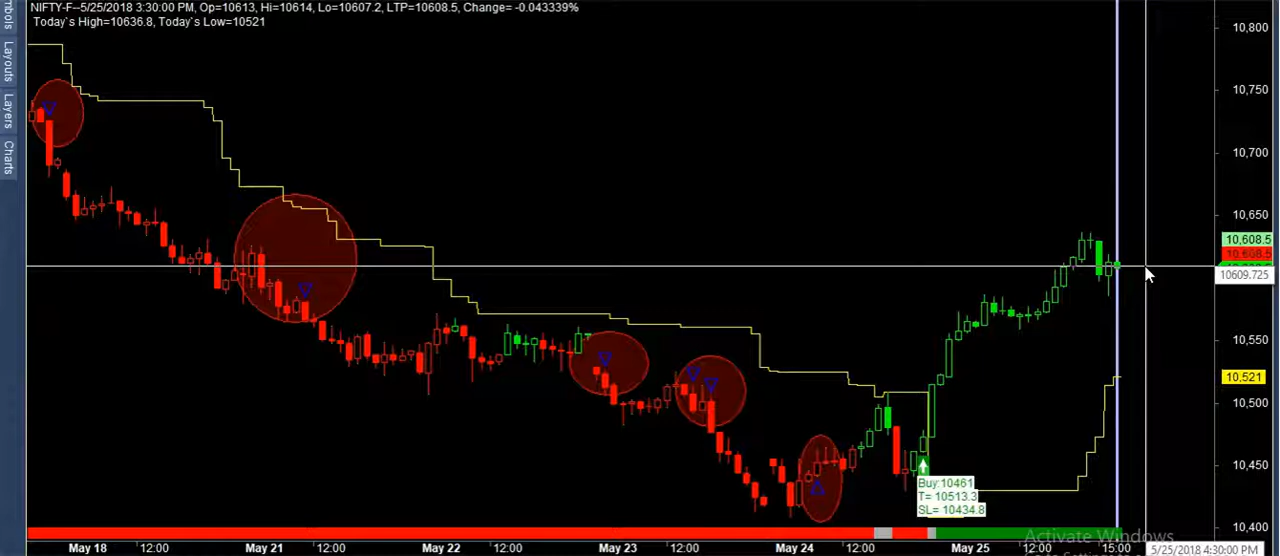 NIFTY-F--5/25/2018 3:30:00 PM, Op=10613, Hi=10614, Lo=10607.2, LTP=10608.5, Change= -0.043339%
Today`s High=10636.8, Today`s Low=10521
Layouts
Layers
Charts
10,800
10,750
10,700
10,650
10,608.5
10609.725
10,550
10,521
10,500
10,450
10,400
Buy:10461
T= 10513.3
SL= 10434.8
Activate Windows
May 18 12:00 May 21 12:00 May 22 12:00 May 23 12:00 May 24 12:00 May 25 12:00 15:00
5/25/2018 4:30:00 PM